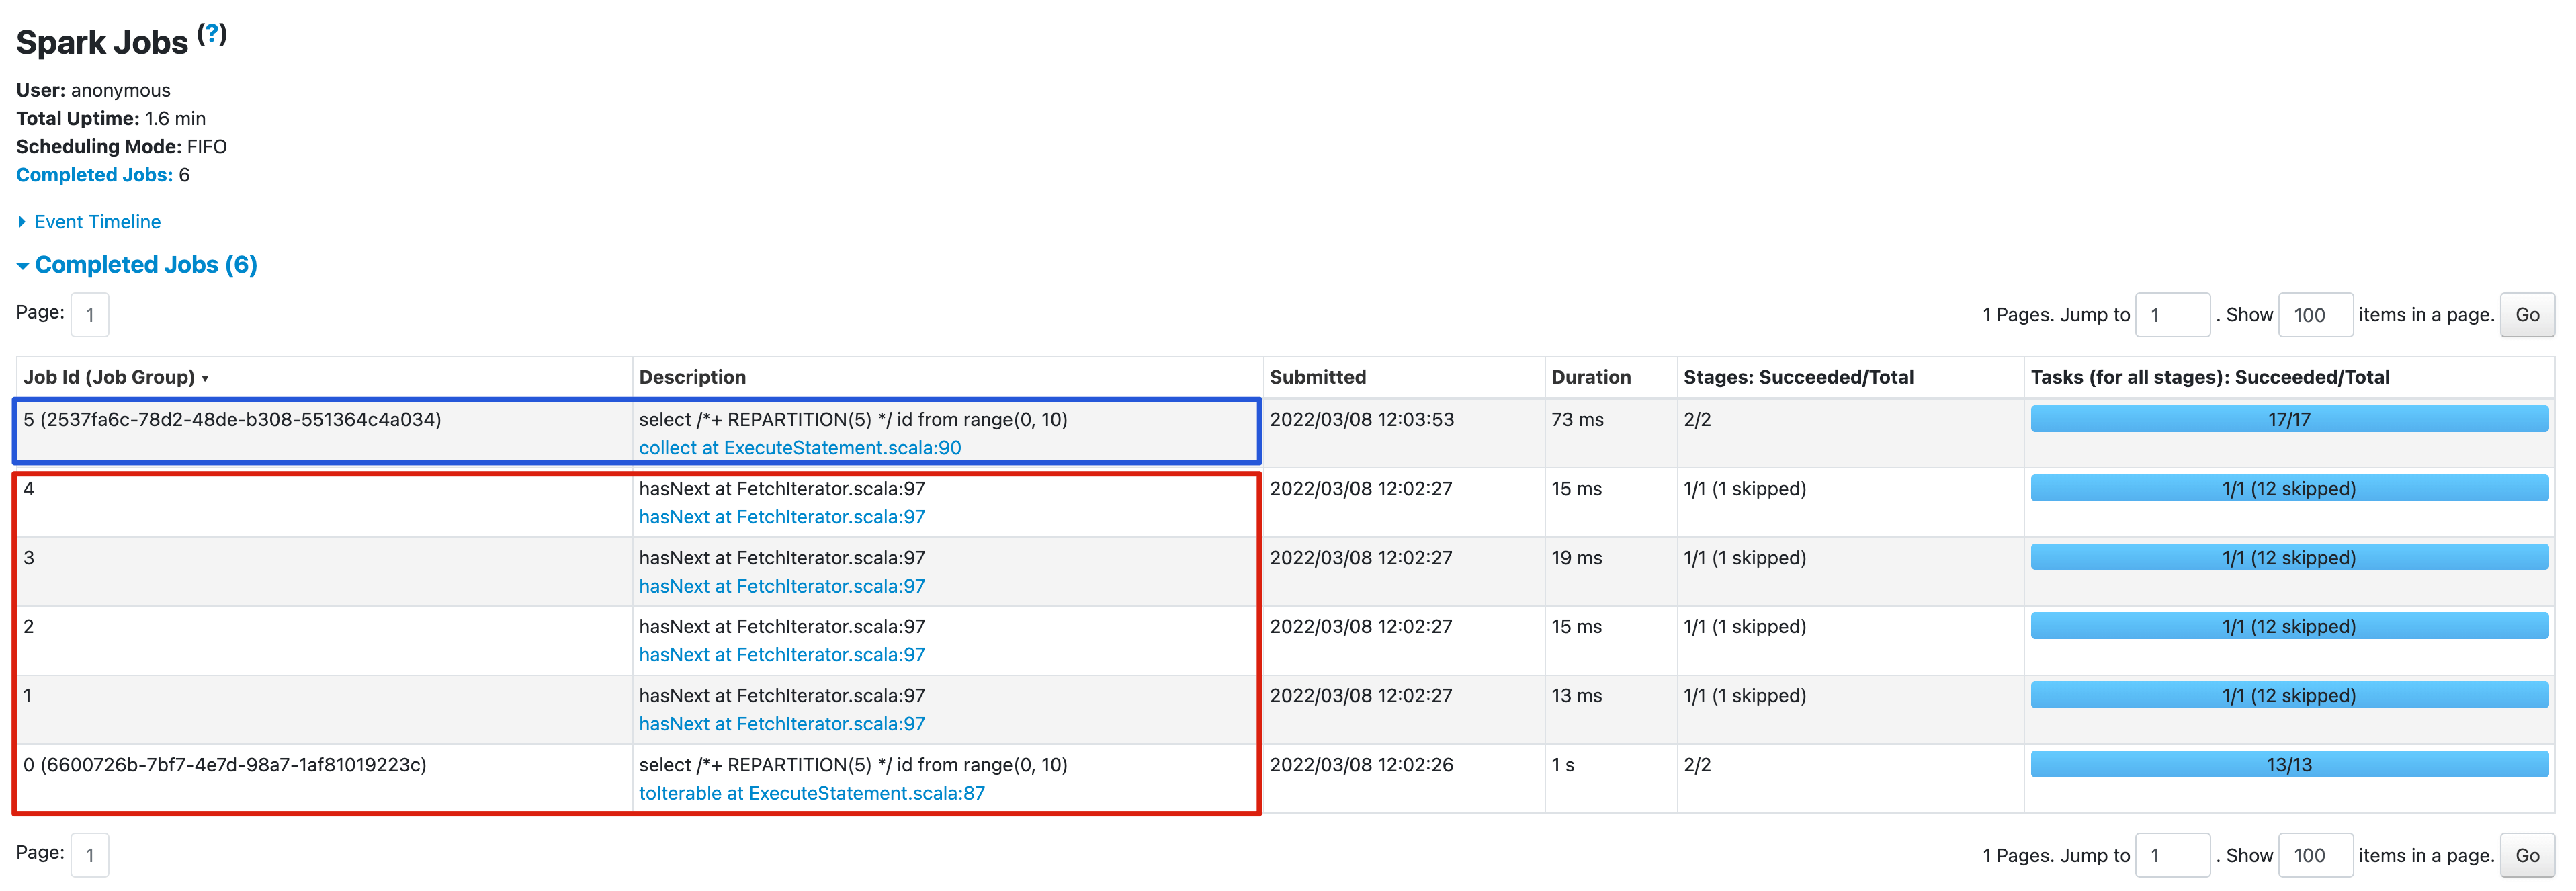 Spark Jobs (?)
User: anonymous
Total Uptime: 1.6 min
Scheduling Mode: FIFO
Completed Jobs: 6
Event Timeline
Completed Jobs (6)
Page: 1 1 Pages. Jump to 1 . Show 100 items in a page. Go
Job Id (Job Group) ▾ Description Submitted Duration Stages: Succeeded/Total Tasks (for all stages): Succeeded/Total
5 (2537fa6c-78d2-48de-b308-551364c4a034) select /*+ REPARTITION(5) */ id from range(0, 10) 2022/03/08 12:03:53 73 ms 2/2 17/17
collect at ExecuteStatement.scala:90
4 hasNext at FetchIterator.scala:97 2022/03/08 12:02:27 15 ms 1/1 (1 skipped) 1/1 (12 skipped)
hasNext at FetchIterator.scala:97
3 hasNext at FetchIterator.scala:97 2022/03/08 12:02:27 19 ms 1/1 (1 skipped) 1/1 (12 skipped)
hasNext at FetchIterator.scala:97
2 hasNext at FetchIterator.scala:97 2022/03/08 12:02:27 15 ms 1/1 (1 skipped) 1/1 (12 skipped)
hasNext at FetchIterator.scala:97
1 hasNext at FetchIterator.scala:97 2022/03/08 12:02:27 13 ms 1/1 (1 skipped) 1/1 (12 skipped)
hasNext at FetchIterator.scala:97
0 (6600726b-7bf7-4e7d-98a7-1af81019223c) select /*+ REPARTITION(5) */ id from range(0, 10) 2022/03/08 12:02:26 1 s 2/2 13/13
toIterable at ExecuteStatement.scala:87
Page: 1 1 Pages. Jump to 1 . Show 100 items in a page. Go